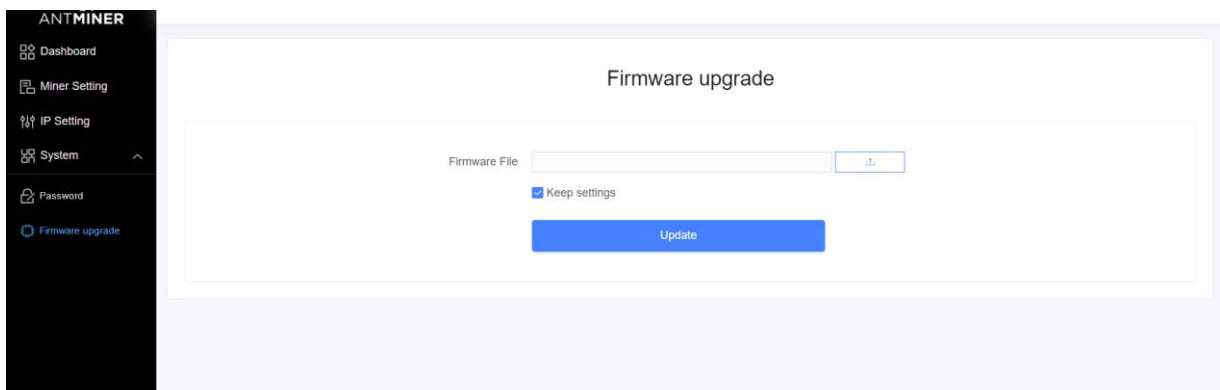 ANTMINER
Dashboard
Miner Setting
IP Setting
System
Password
Firmware upgrade
Firmware upgrade
Firmware File
Keep settings
Update